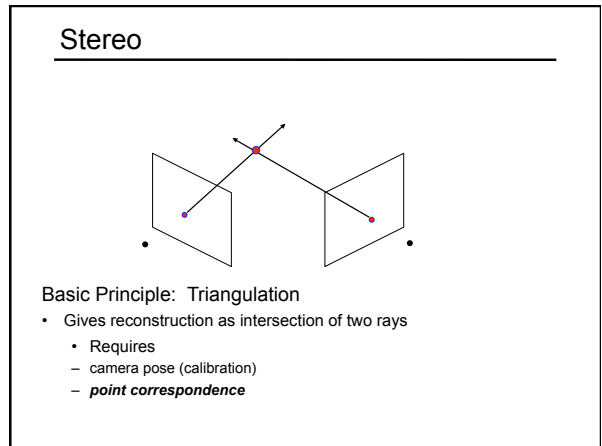 Stereo
Basic Principle: Triangulation
• Gives reconstruction as intersection of two rays
• Requires
– camera pose (calibration)
– point correspondence